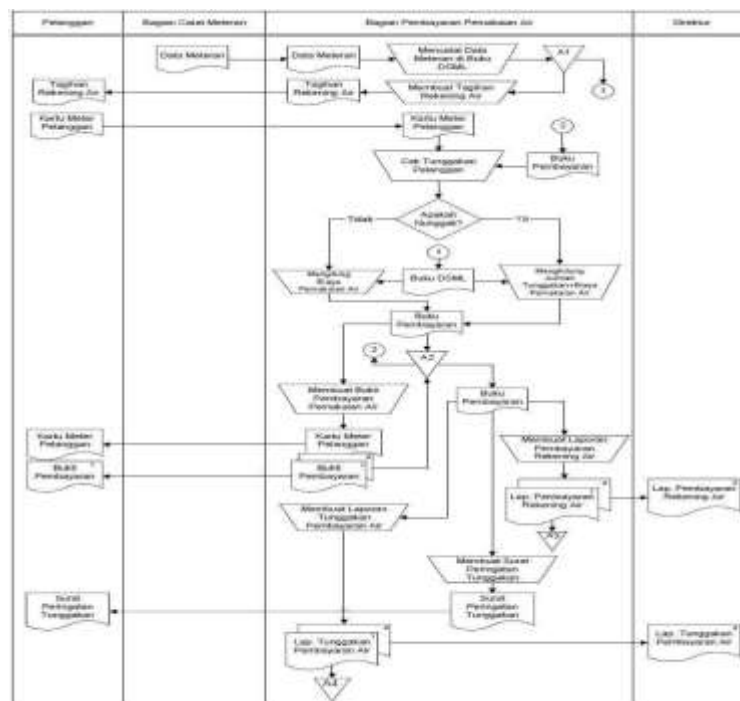 Pelanggan
Bagian Catat Meteran
Bagian Pembayaran Pemakaian Air
Direktur
Data Meteran
Data Meteran
Mencatat Data
Meteran di Buku
DSML
A1
Tagihan
Rekening Air
Tagihan
Rekening Air
Membuat Tagihan
Rekening Air
1
Kartu Meter
Pelanggan
Kartu Meter
Pelanggan
2
Cek Tunggakan
Pelanggan
Buku
Pembayaran
Apakah
Nunggak?
Tidak
Ya
1
Menghitung
Biaya
Pemakaian Air
Buku DSML
Menghitung
Jumlah
Tunggakan+Biaya
Pemakaian Air
Buku
Pembayaran
2
A2
Membuat Bukti
Pembayaran
Pemakaian Air
Buku
Pembayaran
Kartu Meter
Pelanggan
Kartu Meter
Pelanggan
Membuat Laporan
Pembayaran
Rekening Air
Bukti
Pembayaran
Bukti
Pembayaran
Lap. Pembayaran
Rekening Air
Lap. Pembayaran
Rekening Air
Membuat Laporan
Tunggakan
Pembayaran Air
A3
Membuat Surat
Peringatan
Tunggakan
Surat
Peringatan
Tunggakan
Surat
Peringatan
Tunggakan
Lap. Tunggakan
Pembayaran Air
Lap. Tunggakan
Pembayaran Air
A4